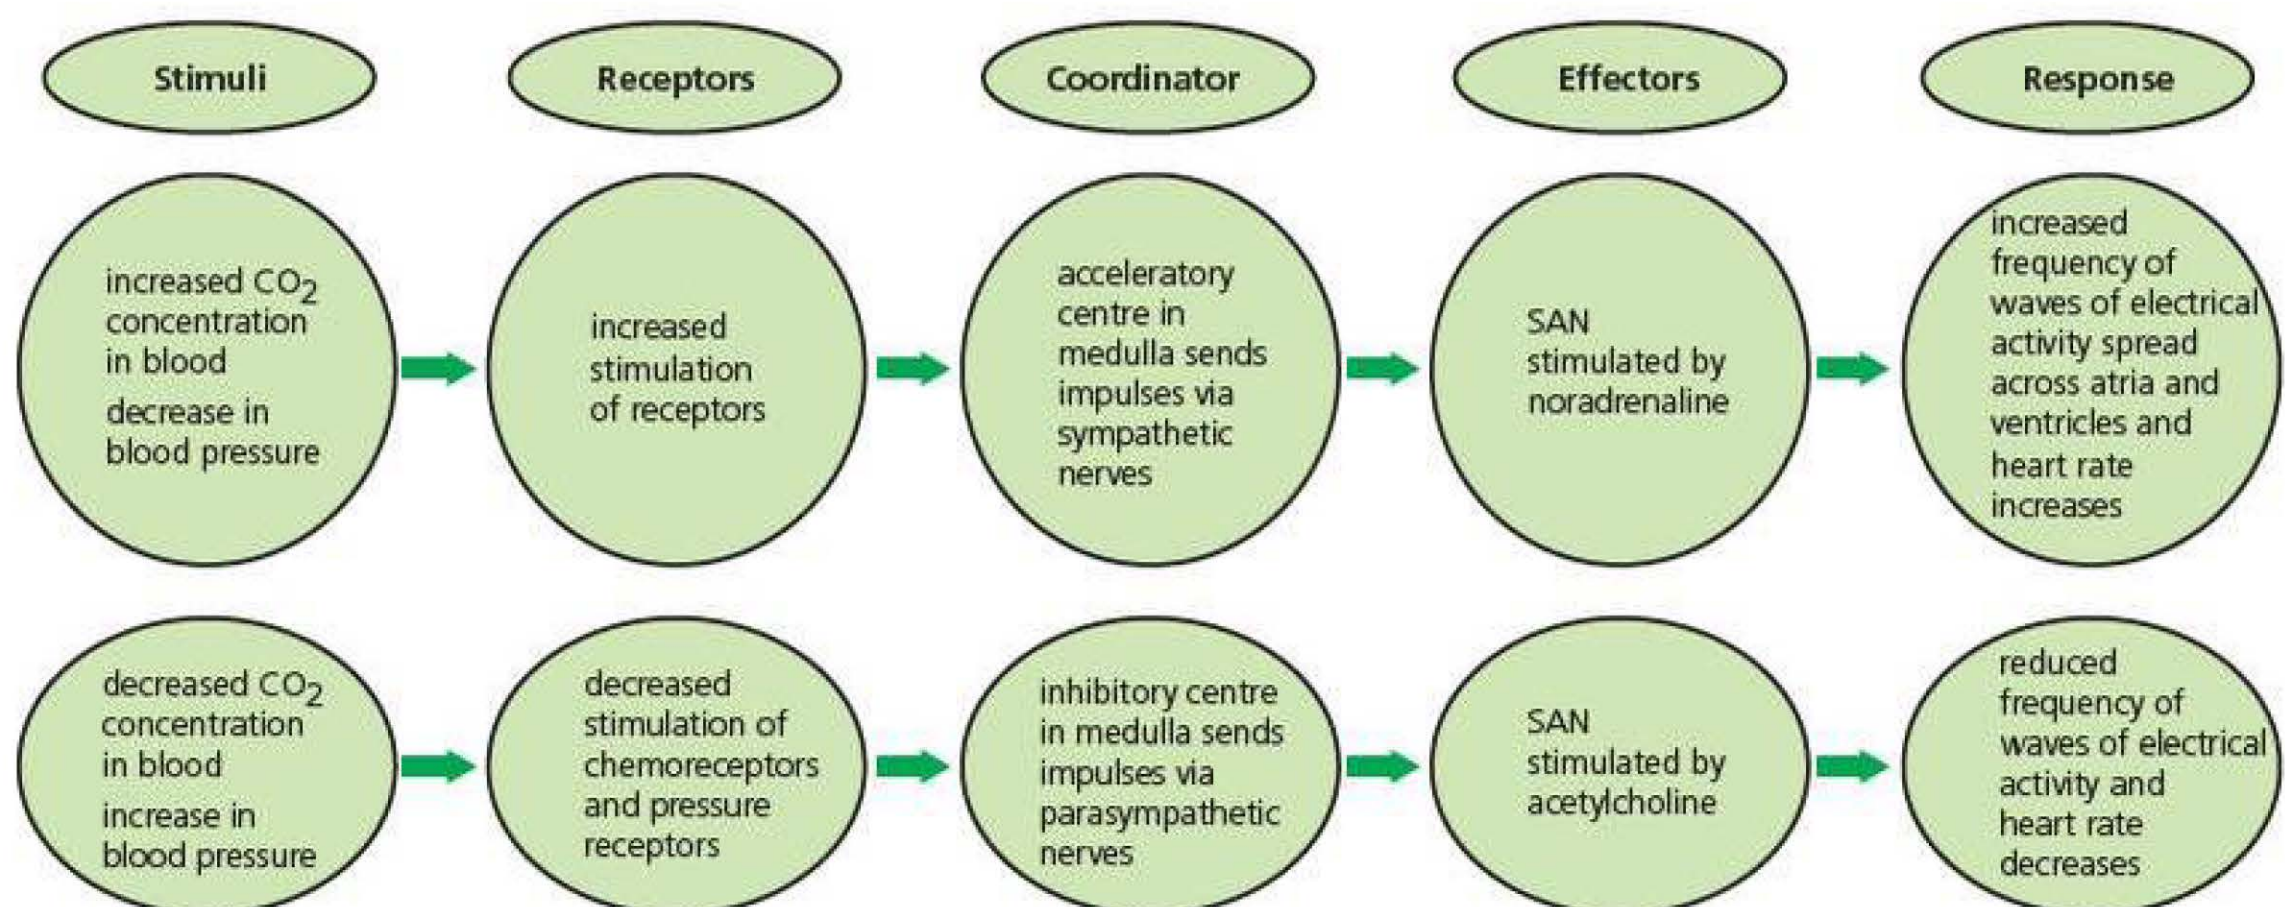 Stimuli
Receptors
Coordinator
Effectors
Response
increased CO₂
concentration
in blood
decrease in
blood pressure
increased
stimulation
of receptors
acceleratory
centre in
medulla sends
impulses via
sympathetic
nerves
SAN
stimulated by
noradrenaline
increased
frequency of
waves of electrical
activity spread
across atria and
ventricles and
heart rate
increases
decreased CO₂
concentration
in blood
increase in
blood pressure
decreased
stimulation of
chemoreceptors
and pressure
receptors
inhibitory centre
in medulla sends
impulses via
parasympathetic
nerves
SAN
stimulated by
acetylcholine
reduced
frequency of
waves of electrical
activity and
heart rate
decreases